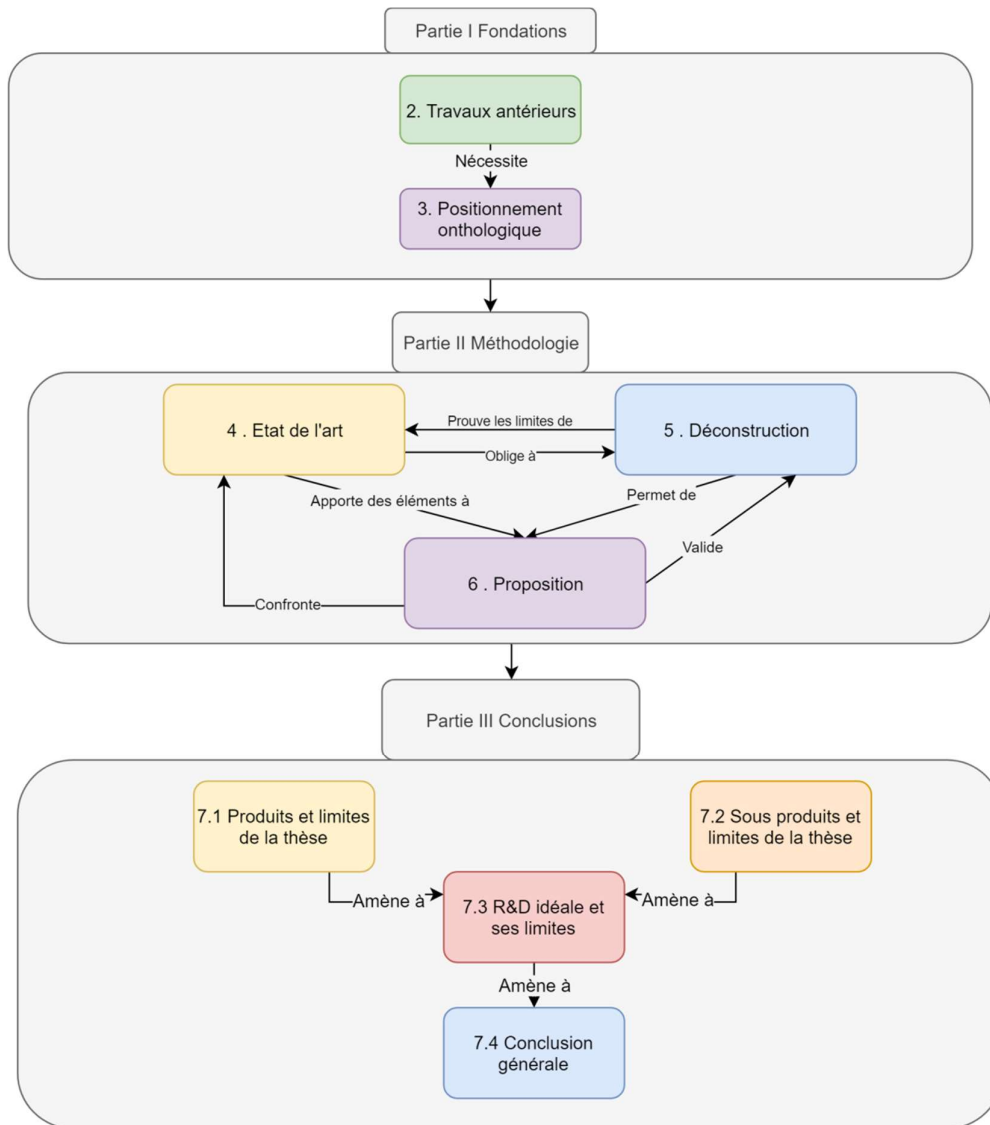 Partie I Fondations
2. Travaux antérieurs
Nécessite
3. Positionnement
onthologique
Partie II Méthodologie
4 . Etat de l'art
Prouve les limites de
5 . Déconstruction
Oblige à
Apporte des éléments à
Permet de
Valide
6 . Proposition
Confronte
Partie III Conclusions
7.1 Produits et limites
de la thèse
7.2 Sous produits et
limites de la thèse
Amène à
7.3 R&D idéale et
ses limites
Amène à
Amène à
7.4 Conclusion
générale